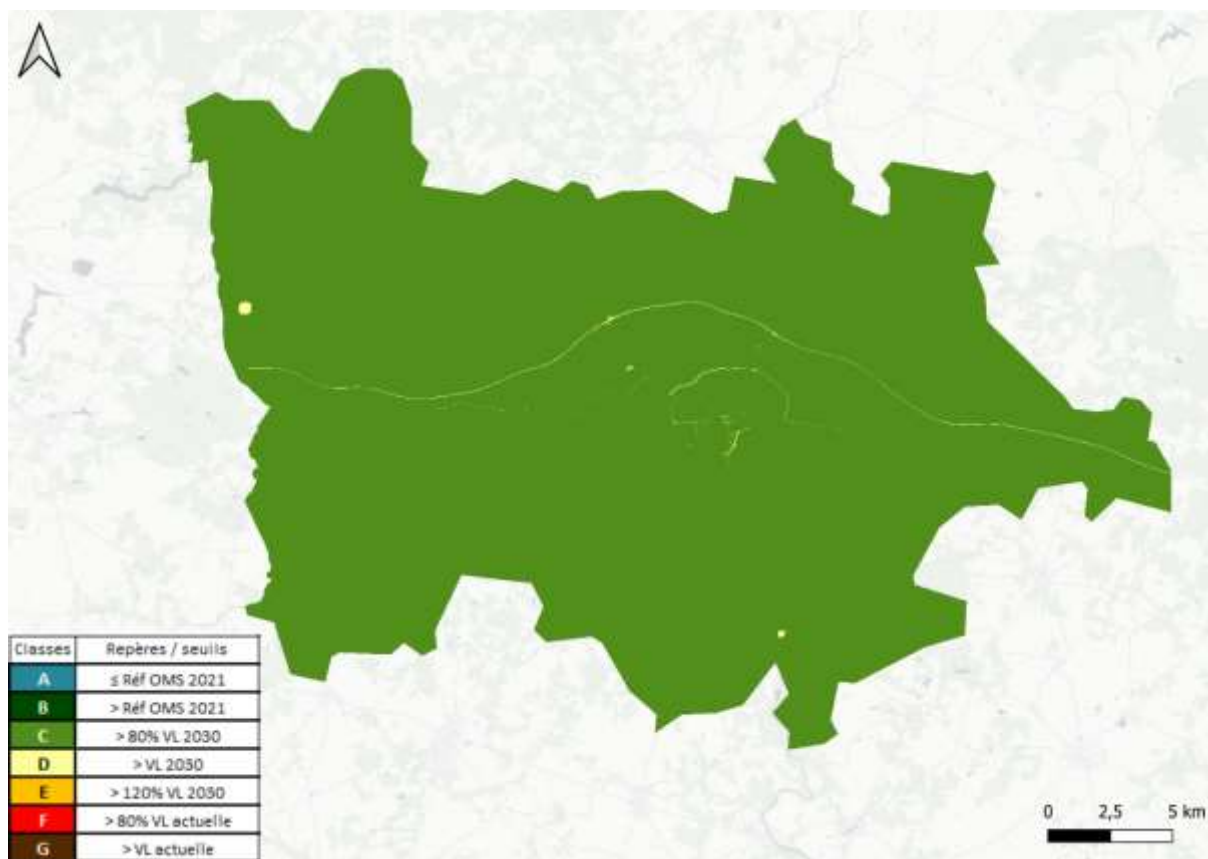 Classes Repères / seuils
A ≤ Réf OMS 2021
B > Réf OMS 2021
C > 80% VL 2030
D > VL 2030
E > 120% VL 2030
F > 80% VL actuelle
G > VL actuelle
0 2,5 5 km